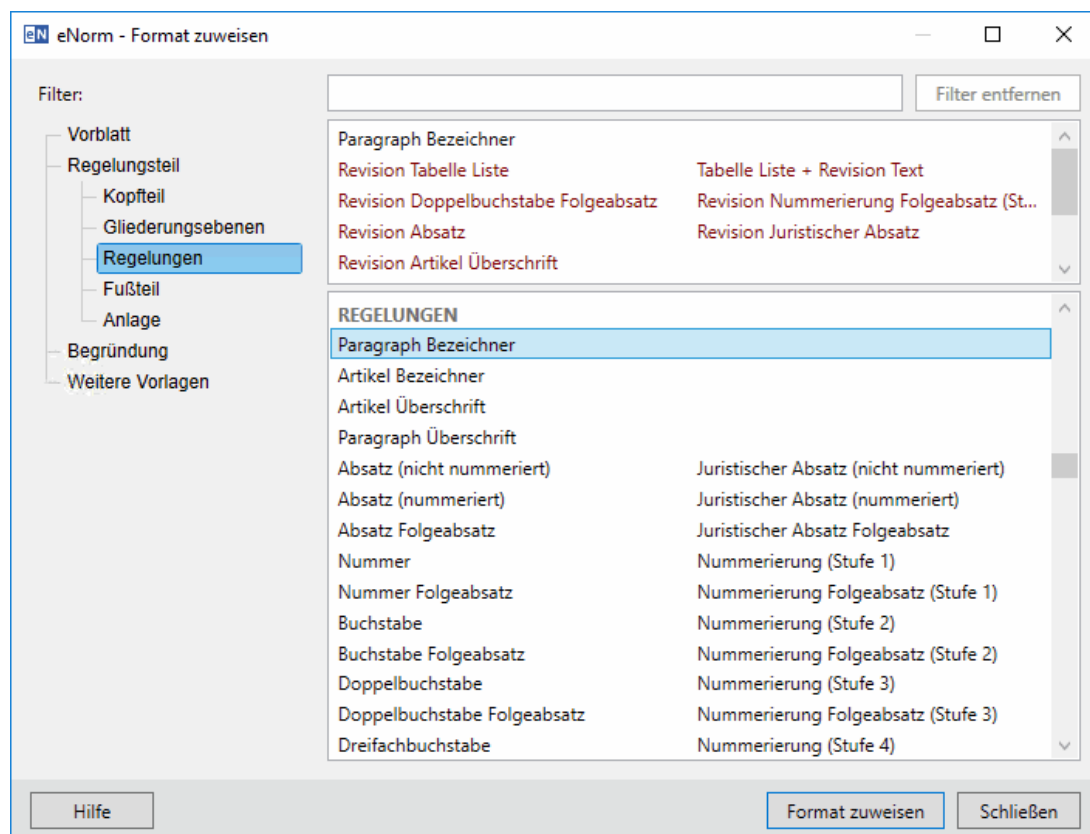 eN eNorm - Format zuweisen
Filter:
Filter entfernen
Vorblatt
Regelungsteil
Kopfteil
Gliederungsebenen
Regelungen
Fußteil
Anlage
Begründung
Weitere Vorlagen
Paragraph Bezeichner
Revision Tabelle Liste Tabelle Liste + Revision Text
Revision Doppelbuchstabe Folgeabsatz Revision Nummerierung Folgeabsatz (St...
Revision Absatz Revision Juristischer Absatz
Revision Artikel Überschrift
REGELUNGEN
Paragraph Bezeichner
Artikel Bezeichner
Artikel Überschrift
Paragraph Überschrift
Absatz (nicht nummeriert) Juristischer Absatz (nicht nummeriert)
Absatz (nummeriert) Juristischer Absatz (nummeriert)
Absatz Folgeabsatz Juristischer Absatz Folgeabsatz
Nummer Nummerierung (Stufe 1)
Nummer Folgeabsatz Nummerierung Folgeabsatz (Stufe 1)
Buchstabe Nummerierung (Stufe 2)
Buchstabe Folgeabsatz Nummerierung Folgeabsatz (Stufe 2)
Doppelbuchstabe Nummerierung (Stufe 3)
Doppelbuchstabe Folgeabsatz Nummerierung Folgeabsatz (Stufe 3)
Dreifachbuchstabe Nummerierung (Stufe 4)
Hilfe
Format zuweisen
Schließen